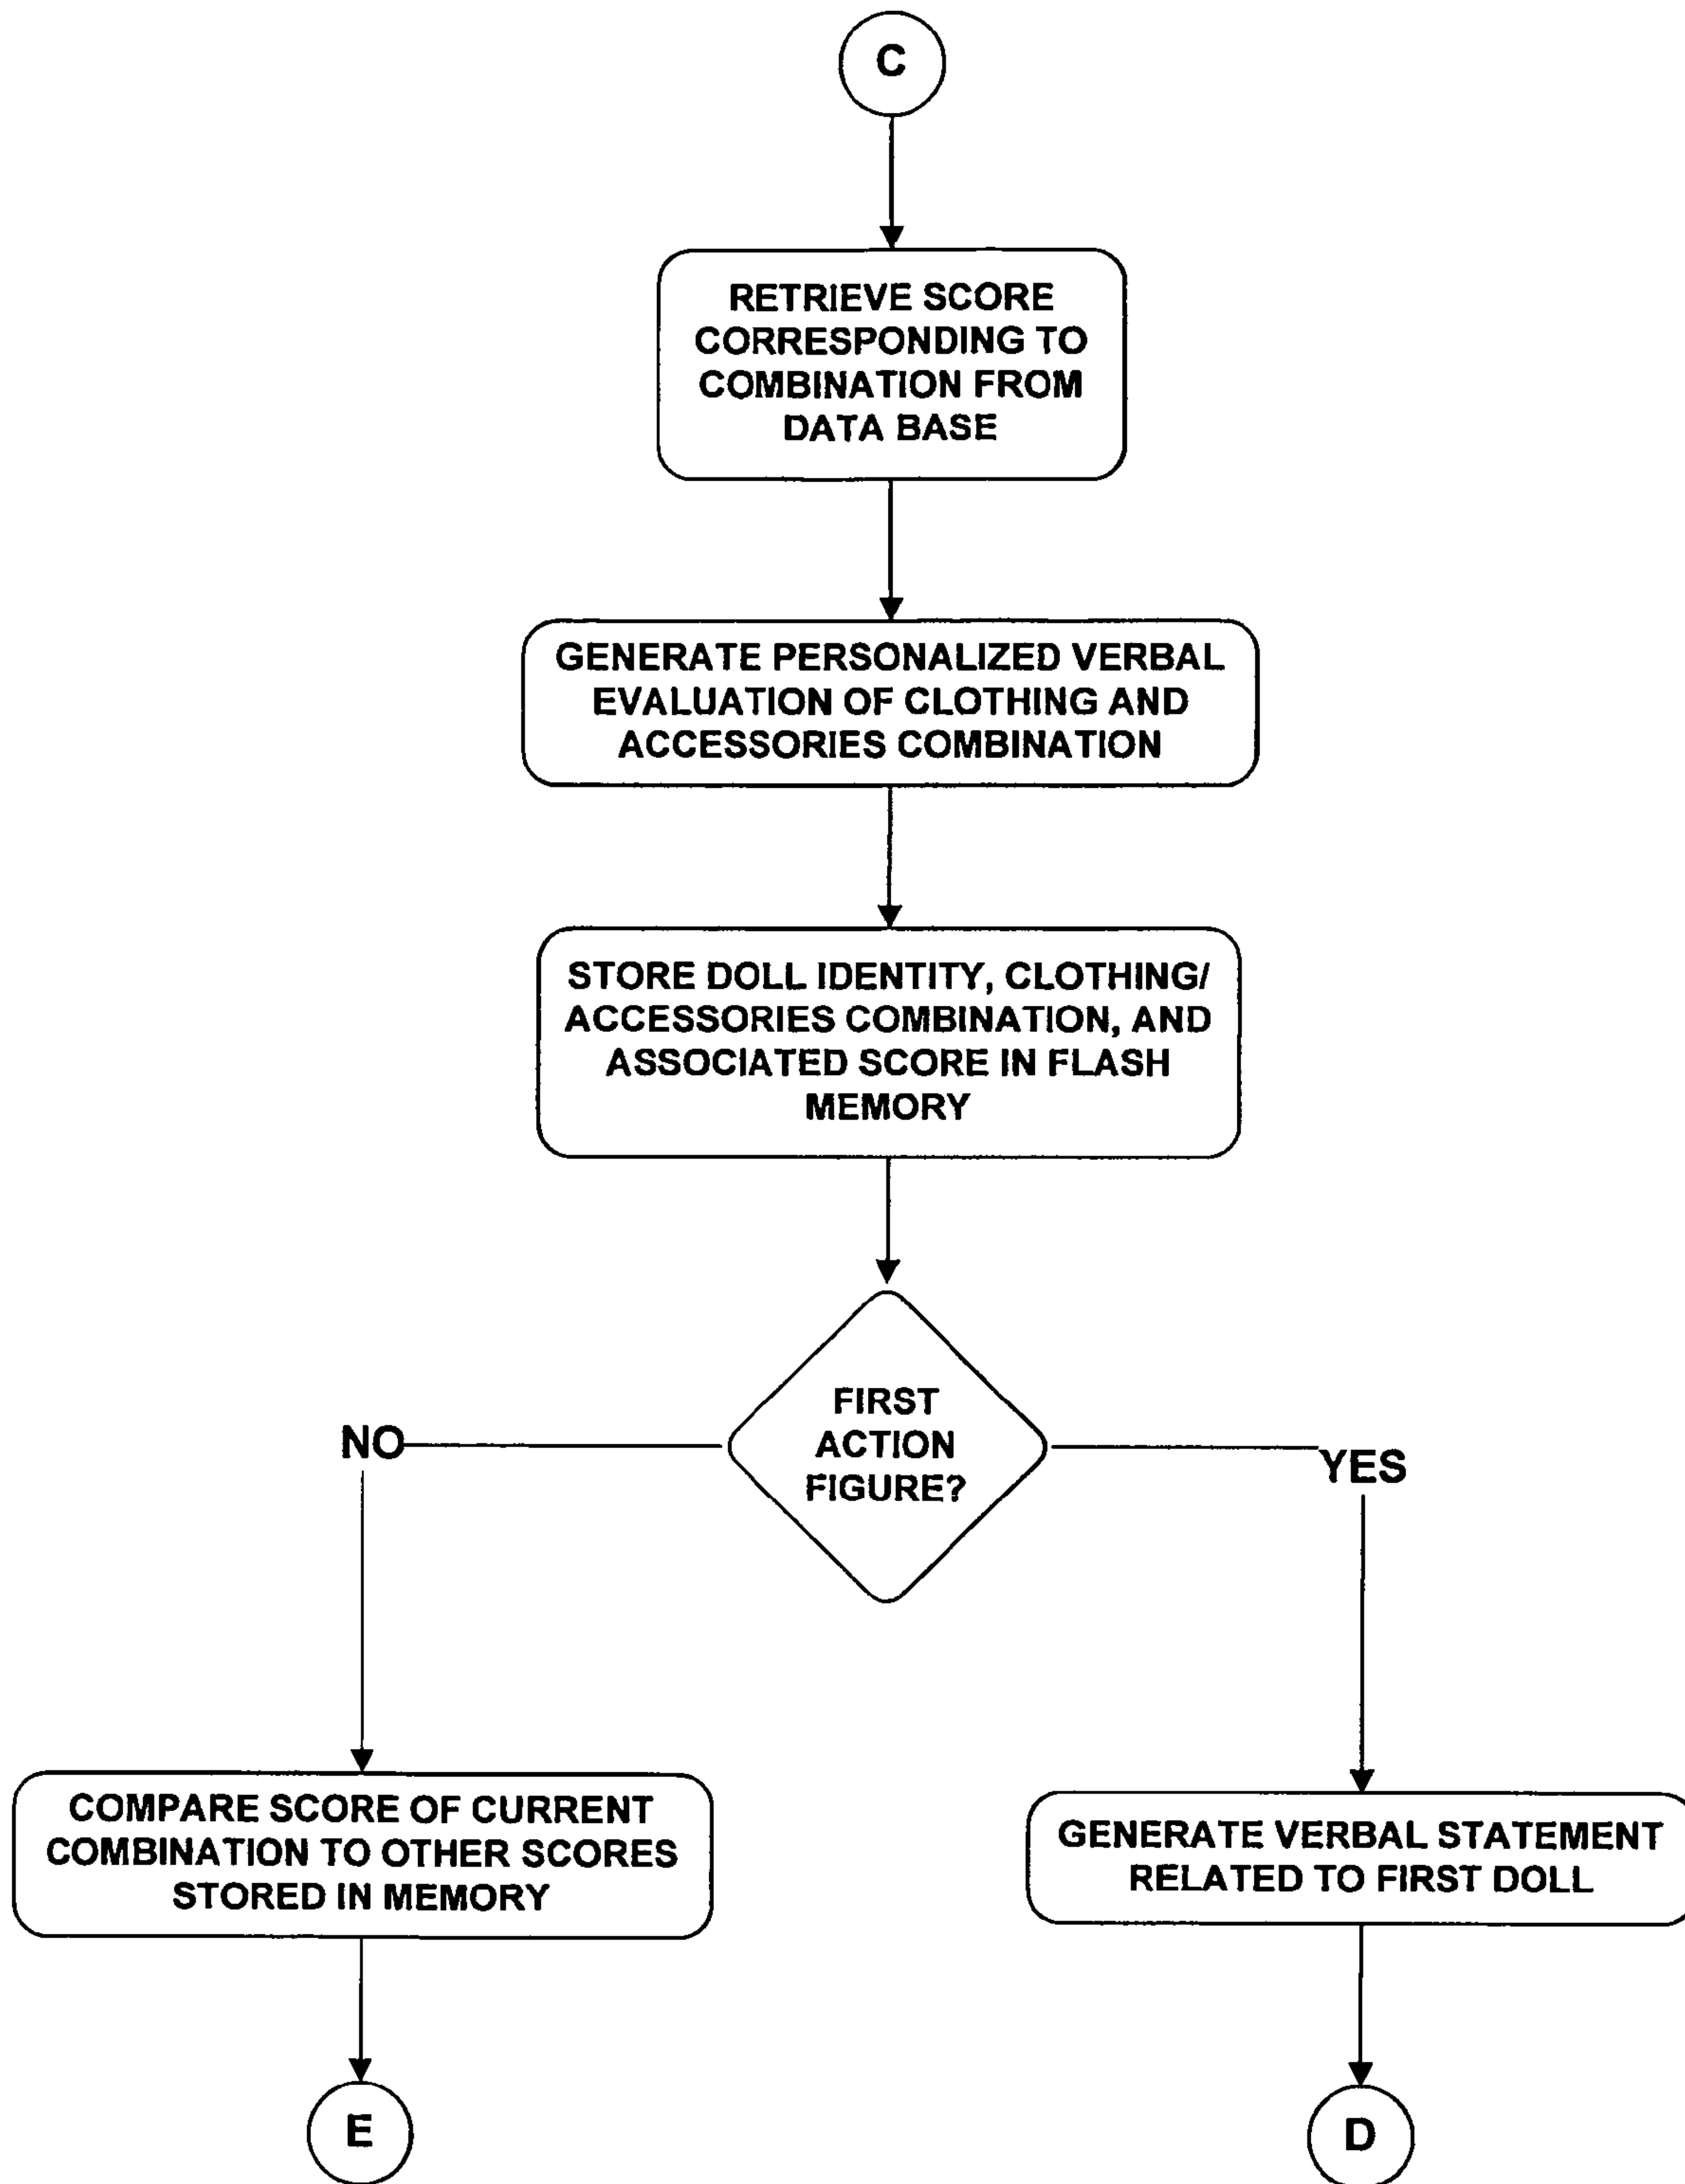 C
RETRIEVE SCORE
CORRESPONDING TO
COMBINATION FROM
DATA BASE
GENERATE PERSONALIZED VERBAL
EVALUATION OF CLOTHING AND
ACCESSORIES COMBINATION
STORE DOLL IDENTITY, CLOTHING/
ACCESSORIES COMBINATION, AND
ASSOCIATED SCORE IN FLASH
MEMORY
FIRST
ACTION
FIGURE?
NO
YES
COMPARE SCORE OF CURRENT
COMBINATION TO OTHER SCORES
STORED IN MEMORY
GENERATE VERBAL STATEMENT
RELATED TO FIRST DOLL
E
D